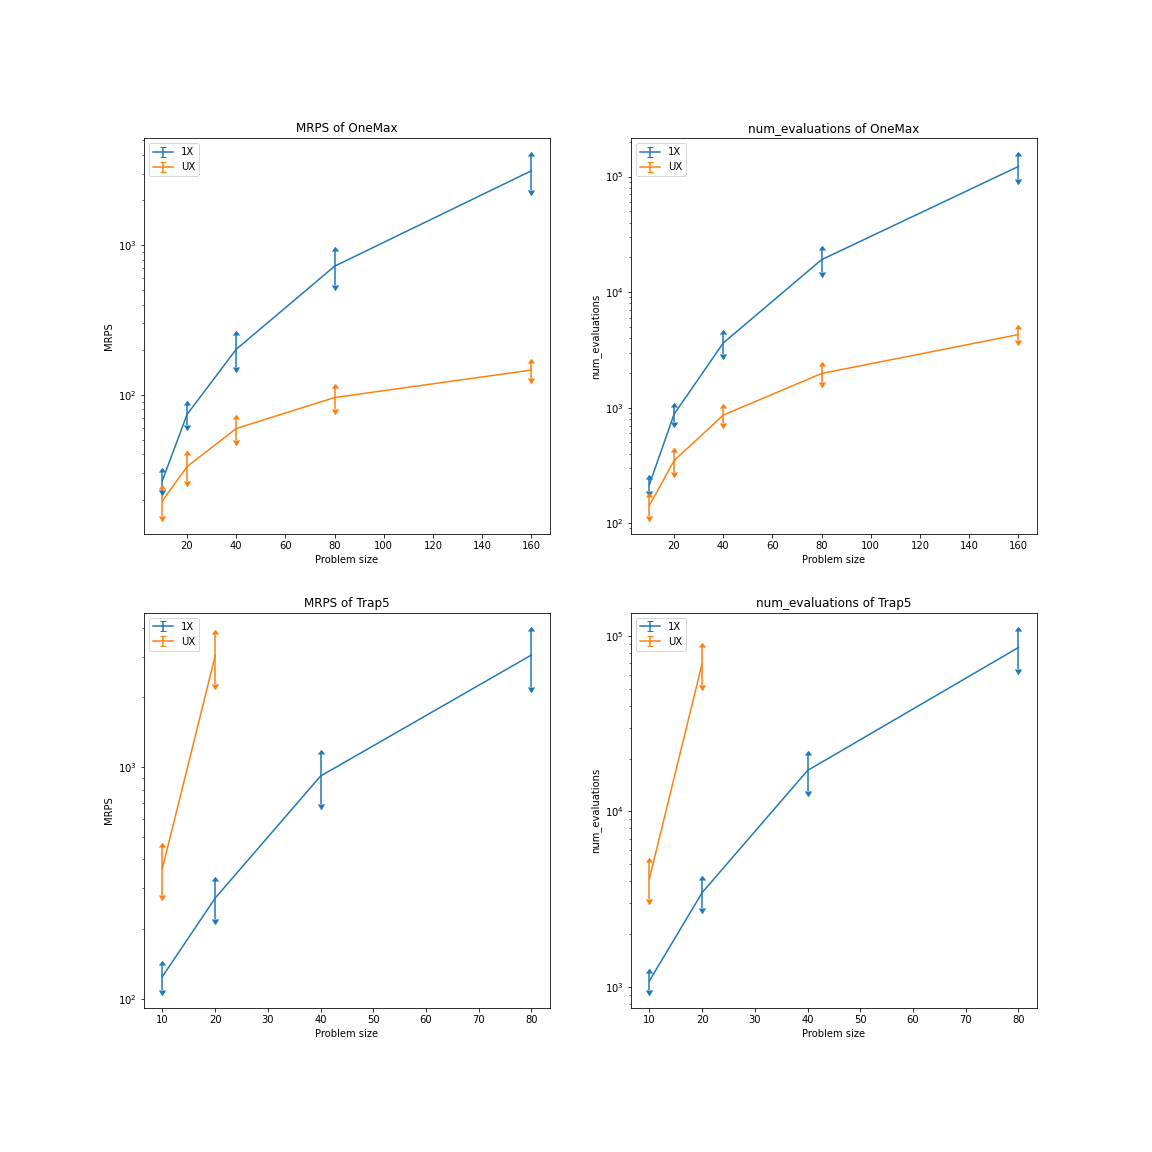 MRPS of OneMax
1X
UX
10³
10²
MRPS
20 40 60 80 100 120 140 160
Problem size
num_evaluations of OneMax
1X
UX
10⁵
10⁴
10³
10²
num_evaluations
20 40 60 80 100 120 140 160
Problem size
MRPS of Trap5
1X
UX
10³
10²
MRPS
10 20 30 40 50 60 70 80
Problem size
num_evaluations of Trap5
1X
UX
10⁵
10⁴
10³
num_evaluations
10 20 30 40 50 60 70 80
Problem size